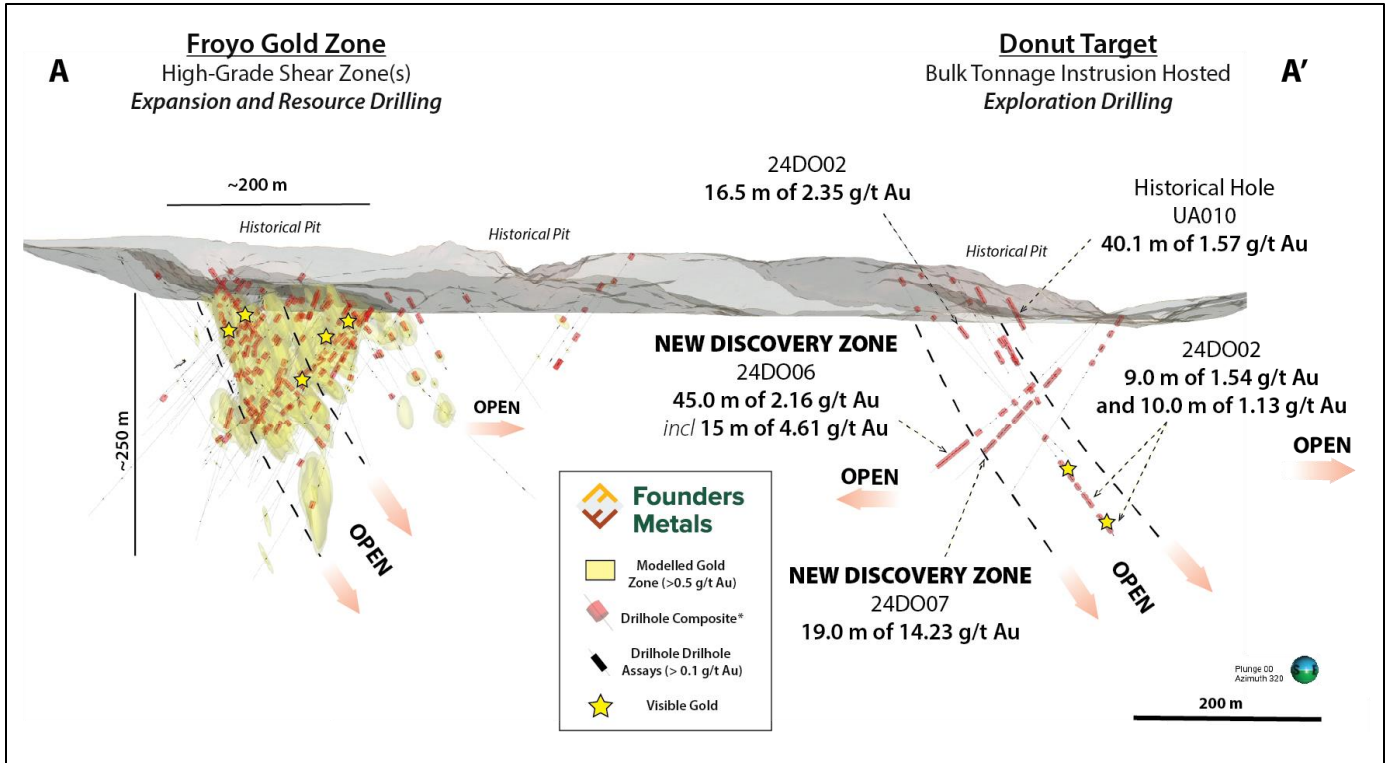 A
Froyo Gold Zone
High-Grade Shear Zone(s)
Expansion and Resource Drilling
Donut Target
Bulk Tonnage Instrusion Hosted
Exploration Drilling
A'
~200 m
Historical Pit
Historical Pit
24DO02
16.5 m of 2.35 g/t Au
Historical Hole
UA010
40.1 m of 1.57 g/t Au
Historical Pit
~250 m
OPEN
OPEN
NEW DISCOVERY ZONE
24DO06
45.0 m of 2.16 g/t Au
incl 15 m of 4.61 g/t Au
OPEN
24DO02
9.0 m of 1.54 g/t Au
and 10.0 m of 1.13 g/t Au
OPEN
OPEN
NEW DISCOVERY ZONE
24DO07
19.0 m of 14.23 g/t Au
Founders
Metals
Modelled Gold
Zone (>0.5 g/t Au)
Drillhole Composite*
Drillhole Drillhole
Assays (> 0.1 g/t Au)
Visible Gold
Plunge 00
Azimuth 320
200 m